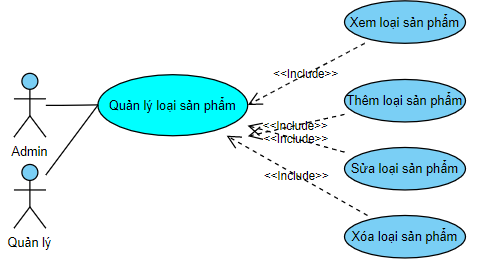 Xem loại sản phẩm
<<Include>>
Thêm loại sản phẩm
Quản lý loại sản phẩm
<<Include>>
<<Include>>
Admin
Sửa loại sản phẩm
<<Include>>
Xóa loại sản phẩm
Quản lý